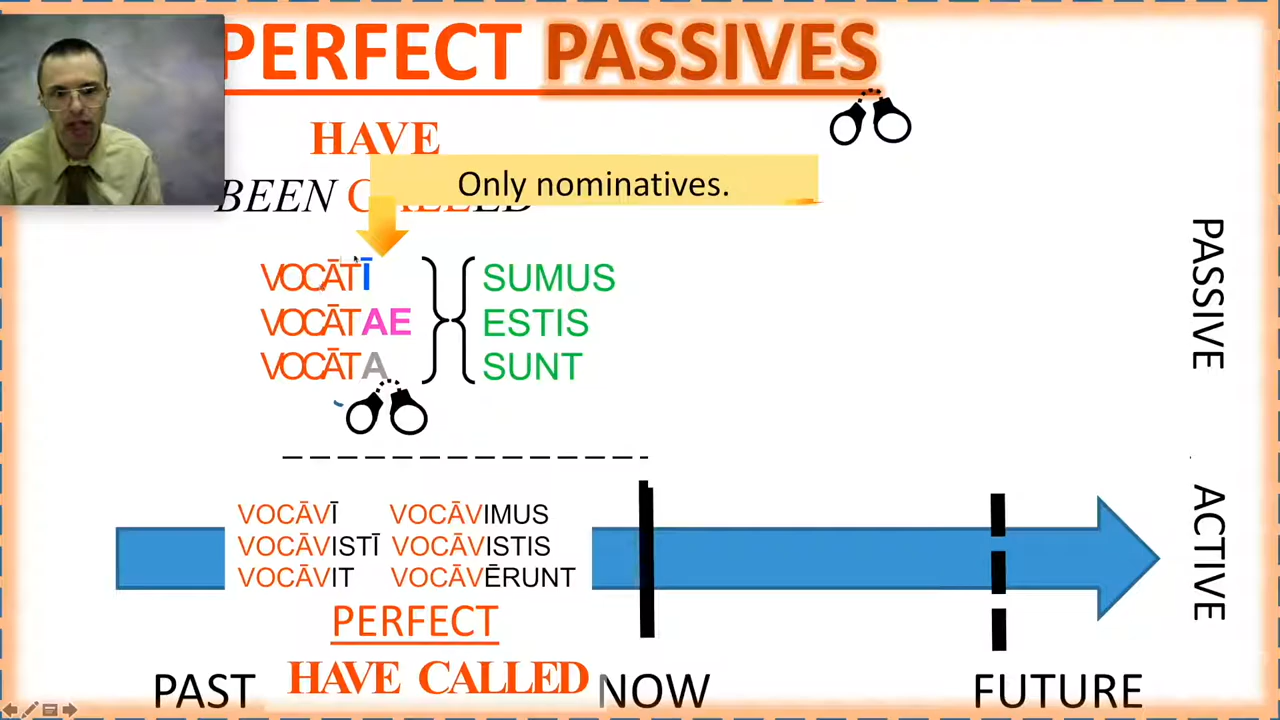 PERFECT PASSIVES
HAVE
Only nominatives.
BEEN CALLED
VOCĀTĪ SUMUS
VOCĀTAE ESTIS
VOCĀTA SUNT
PASSIVE
VOCĀVĪ VOCĀVIMUS
VOCĀVISTĪ VOCĀVISTIS
VOCĀVIT VOCĀVĒRUNT
ACTIVE
PERFECT
HAVE CALLED
PAST NOW FUTURE